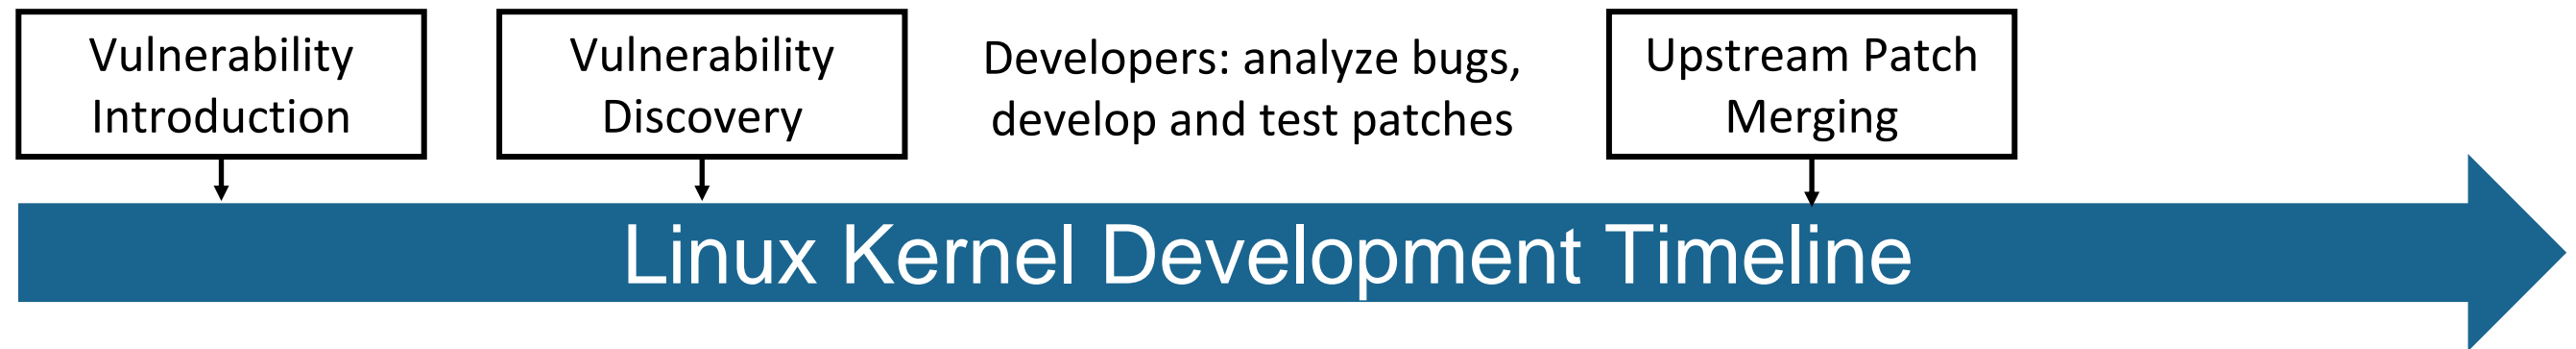 Vulnerability
Introduction
Vulnerability
Discovery
Developers: analyze bugs,
develop and test patches
Upstream Patch
Merging
Linux Kernel Development Timeline